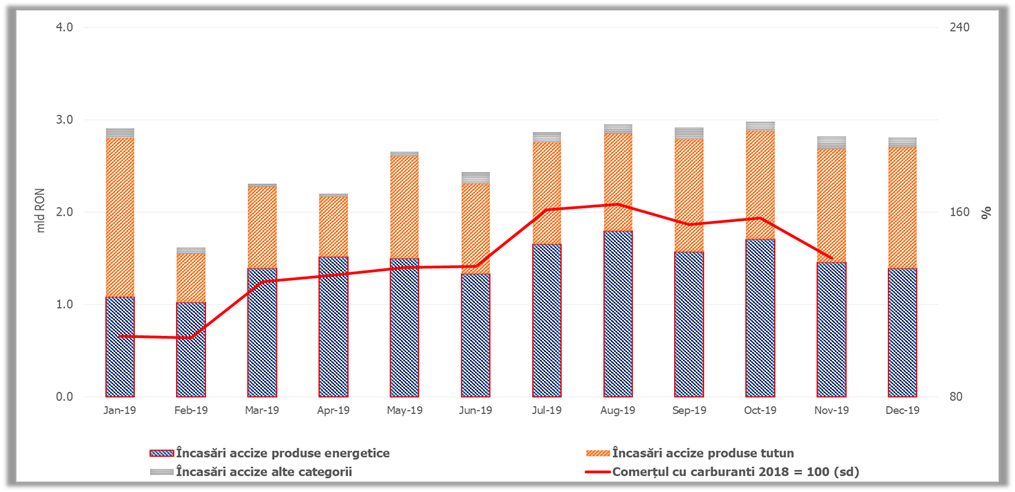 4.0 240
3.0
2.0 160
1.0
0.0 80
mld RON
%
Jan-19 Feb-19 Mar-19 Apr-19 May-19 Jun-19 Jul-19 Aug-19 Sep-19 Oct-19 Nov-19 Dec-19
Încasări accize produse energetice Încasări accize produse tutun
Încasări accize alte categorii Comerțul cu carburanti 2018 = 100 (sd)